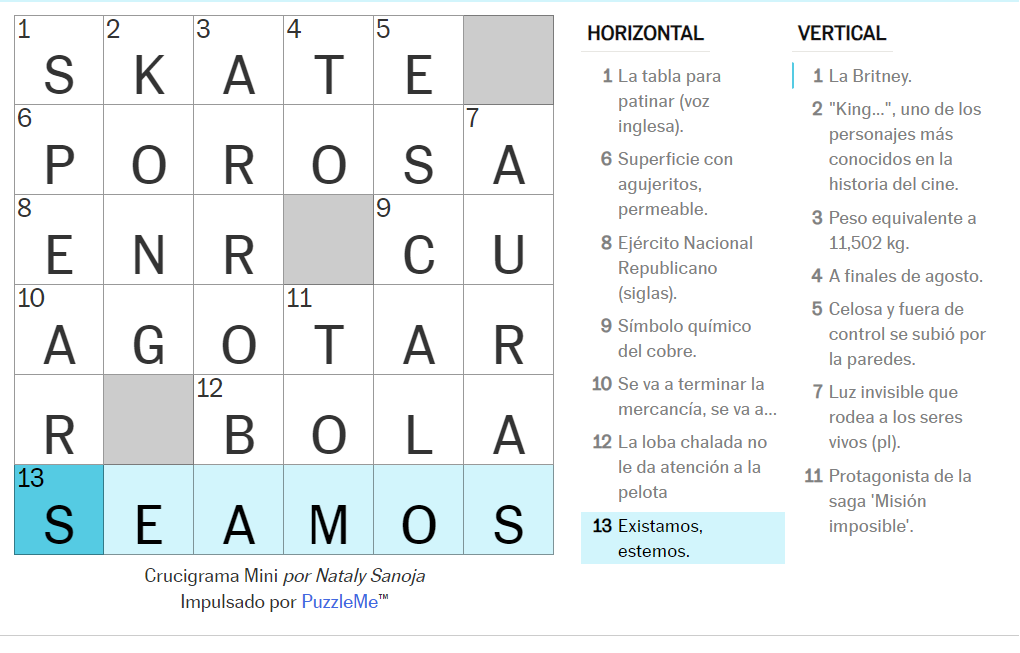 1 2 3 4 5
S K A T E
6 7
P O R O S A
8 9
E N R C U
10 11
A G O T A R
12
R B O L A
13
S E A M O S
Crucigrama Mini por Nataly Sanoja
Impulsado por PuzzleMe™
HORIZONTAL
1 La tabla para
patinar (voz
inglesa).
6 Superficie con
agujeritos,
permeable.
8 Ejército Nacional
Republicano
(siglas).
9 Símbolo químico
del cobre.
10 Se va a terminar la
mercancía, se va a...
12 La loba chalada no
le da atención a la
pelota
13 Existamos,
estemos.
VERTICAL
1 La Britney.
2 "King...", uno de los
personajes más
conocidos en la
historia del cine.
3 Peso equivalente a
11,502 kg.
4 A finales de agosto.
5 Celosa y fuera de
control se subió por
la paredes.
7 Luz invisible que
rodea a los seres
vivos (pl).
11 Protagonista de la
saga 'Misión
imposible'.